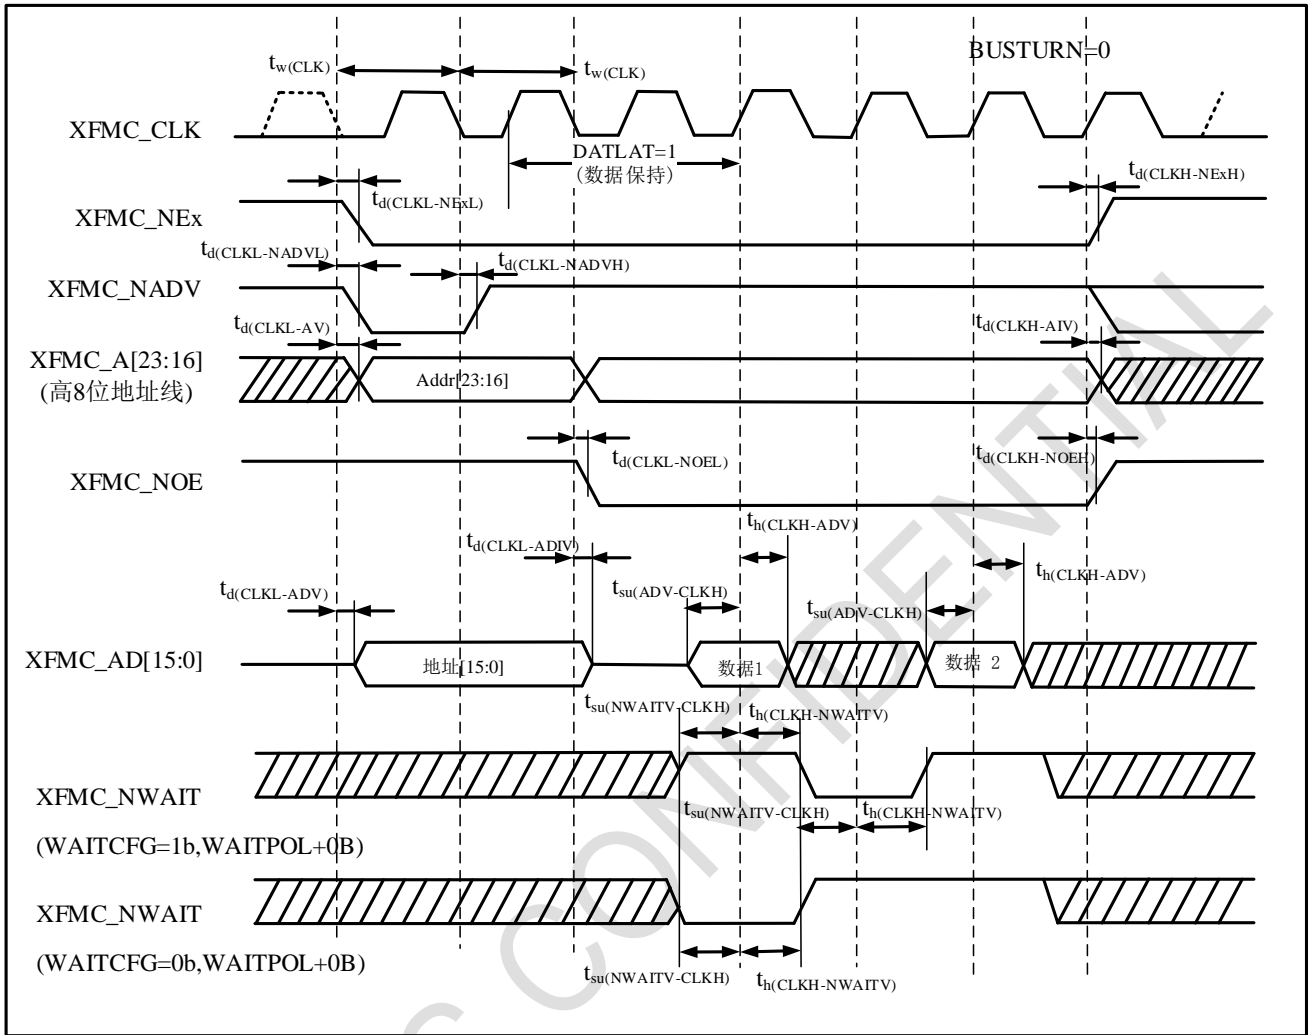 BUSTURN=0
tw(CLK)
tw(CLK)
XFMC_CLK
DATLAT=1
(数据保持)
td(CLKH-NExH)
td(CLKL-NExL)
XFMC_NEx
td(CLKL-NADVL)
td(CLKL-NADVH)
XFMC_NADV
td(CLKL-AV)
td(CLKH-AIV)
XFMC_A[23:16]
(高8位地址线)
Addr[23:16]
td(CLKL-NOEL)
td(CLKH-NOEH)
XFMC_NOE
th(CLKH-ADV)
td(CLKL-ADIV)
th(CLKH-ADV)
td(CLKL-ADV)
tsu(ADV-CLKH)
tsu(ADV-CLKH)
XFMC_AD[15:0]
地址[15:0]
数据1
数据 2
tsu(NWAITV-CLKH)
th(CLKH-NWAITV)
XFMC_NWAIT
(WAITCFG=1b,WAITPOL+0B)
tsu(NWAITV-CLKH)
th(CLKH-NWAITV)
XFMC_NWAIT
(WAITCFG=0b,WAITPOL+0B)
tsu(NWAITV-CLKH)
th(CLKH-NWAITV)
CONFIDENTIAL